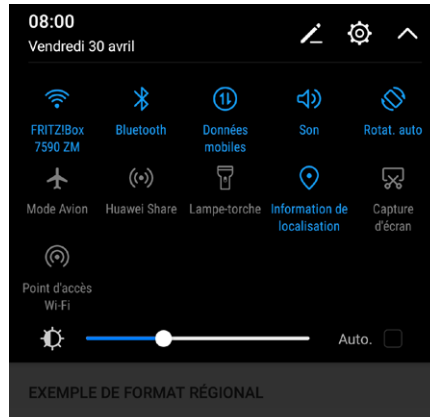 08:00
Vendredi 30 avril
FRITZ!Box
7590 ZM
Bluetooth
Données
mobiles
Son
Rotat. auto
Mode Avion
Huawei Share
Lampe-torche
Information de
localisation
Capture
d'écran
Point d'accès
Wi-Fi
Auto.
EXEMPLE DE FORMAT RÉGIONAL